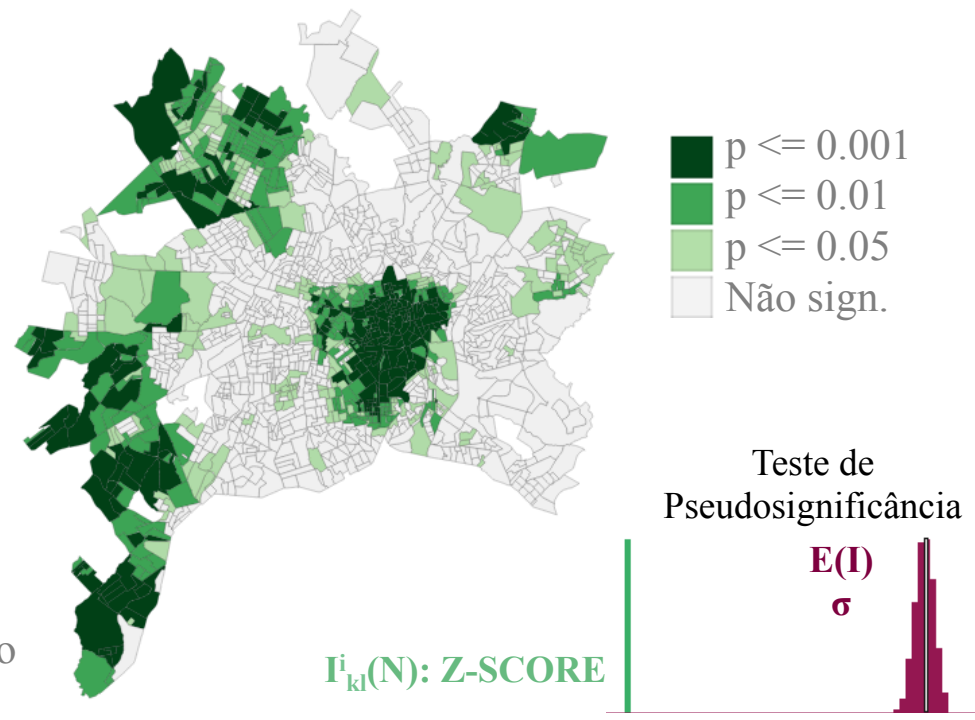 p <= 0.001
p <= 0.01
p <= 0.05
Não sign.
Teste de
Pseudosignificância
E(I)
σ
o
Iⁱₖₗ(N): Z-SCORE